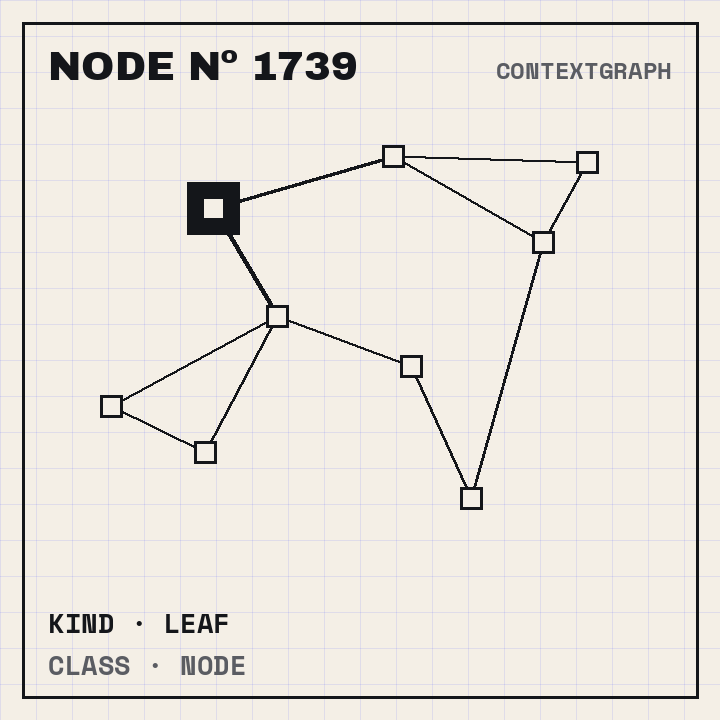 NODE Nº 1739
CONTEXTGRAPH
KIND · LEAF
CLASS · NODE